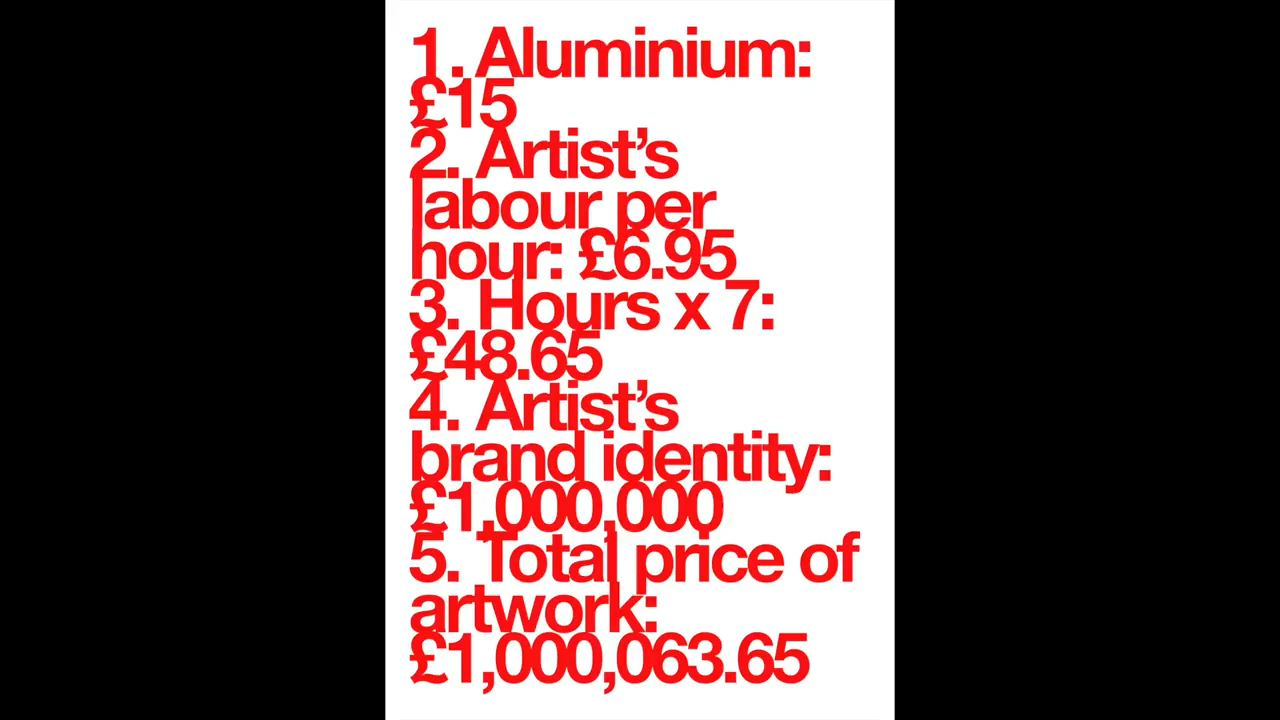 1. Aluminium:
£15
2. Artist’s
labour per
hour: £6.95
3. Hours x 7:
£48.65
4. Artist’s
brand identity:
£1,000,000
5. Total price of
artwork:
£1,000,063.65